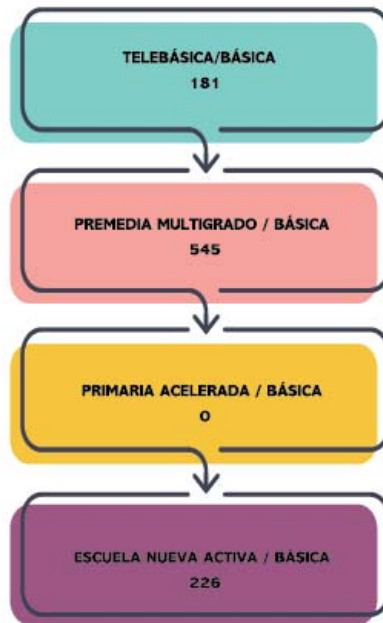 TELEBÁSICA/BÁSICA
181
PREMEDIA MULTIGRADO / BÁSICA
545
PRIMARIA ACELERADA / BÁSICA
0
ESCUELA NUEVA ACTIVA / BÁSICA
226